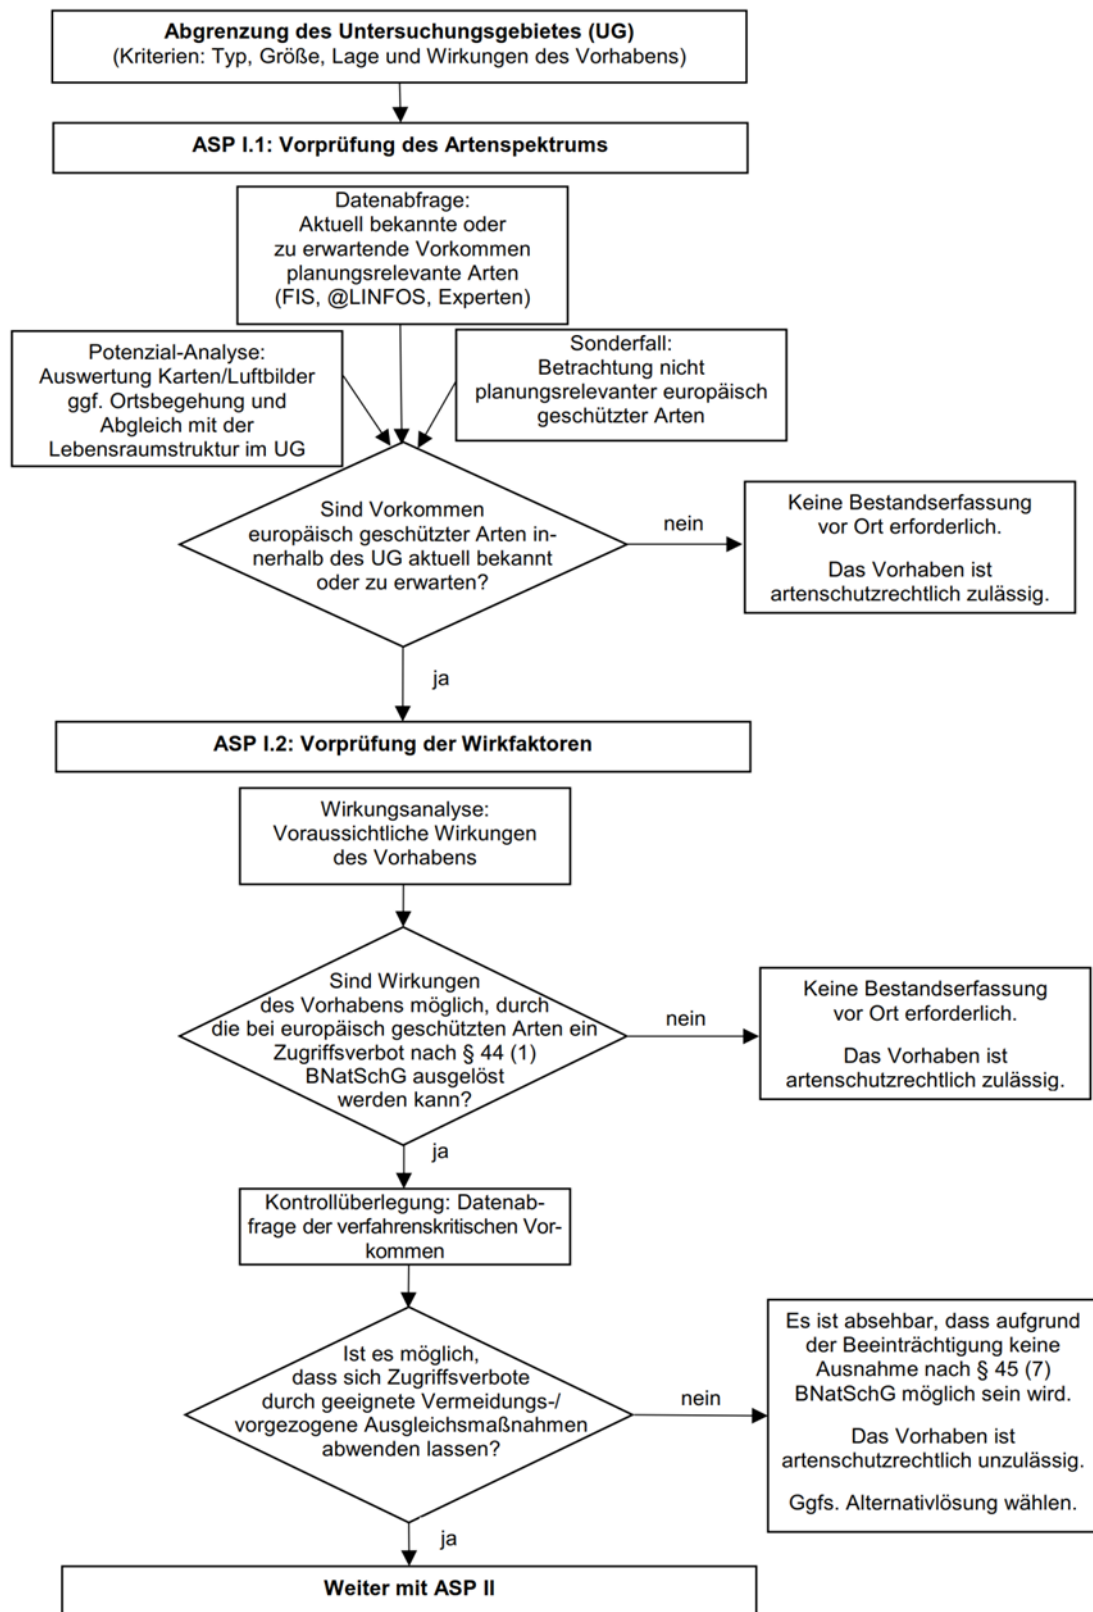 Abgrenzung des Untersuchungsgebietes (UG)
(Kriterien: Typ, Größe, Lage und Wirkungen des Vorhabens)
ASP I.1: Vorprüfung des Artenspektrums
Datenabfrage:
Aktuell bekannte oder
zu erwartende Vorkommen
planungsrelevante Arten
(FIS, @LINFOS, Experten)
Potenzial-Analyse:
Auswertung Karten/Luftbilder
ggf. Ortsbegehung und
Abgleich mit der
Lebensraumstruktur im UG
Sonderfall:
Betrachtung nicht
planungsrelevanter europäisch
geschützter Arten
Sind Vorkommen
europäisch geschützter Arten in-
nerhalb des UG aktuell bekannt
oder zu erwarten?
nein
Keine Bestandserfassung
vor Ort erforderlich.
Das Vorhaben ist
artenschutzrechtlich zulässig.
ja
ASP I.2: Vorprüfung der Wirkfaktoren
Wirkungsanalyse:
Voraussichtliche Wirkungen
des Vorhabens
Sind Wirkungen
des Vorhabens möglich, durch
die bei europäisch geschützten Arten ein
Zugriffsverbot nach § 44 (1)
BNatSchG ausgelöst
werden kann?
nein
Keine Bestandserfassung
vor Ort erforderlich.
Das Vorhaben ist
artenschutzrechtlich zulässig.
ja
Kontrollüberlegung: Datenab-
frage der verfahrenskritischen Vor-
kommen
Ist es möglich,
dass sich Zugriffsverbote
durch geeignete Vermeidungs-/
vorgezogene Ausgleichsmaßnahmen
abwenden lassen?
nein
Es ist absehbar, dass aufgrund
der Beeinträchtigung keine
Ausnahme nach § 45 (7)
BNatSchG möglich sein wird.
Das Vorhaben ist
artenschutzrechtlich unzulässig.
Ggfs. Alternativlösung wählen.
ja
Weiter mit ASP II